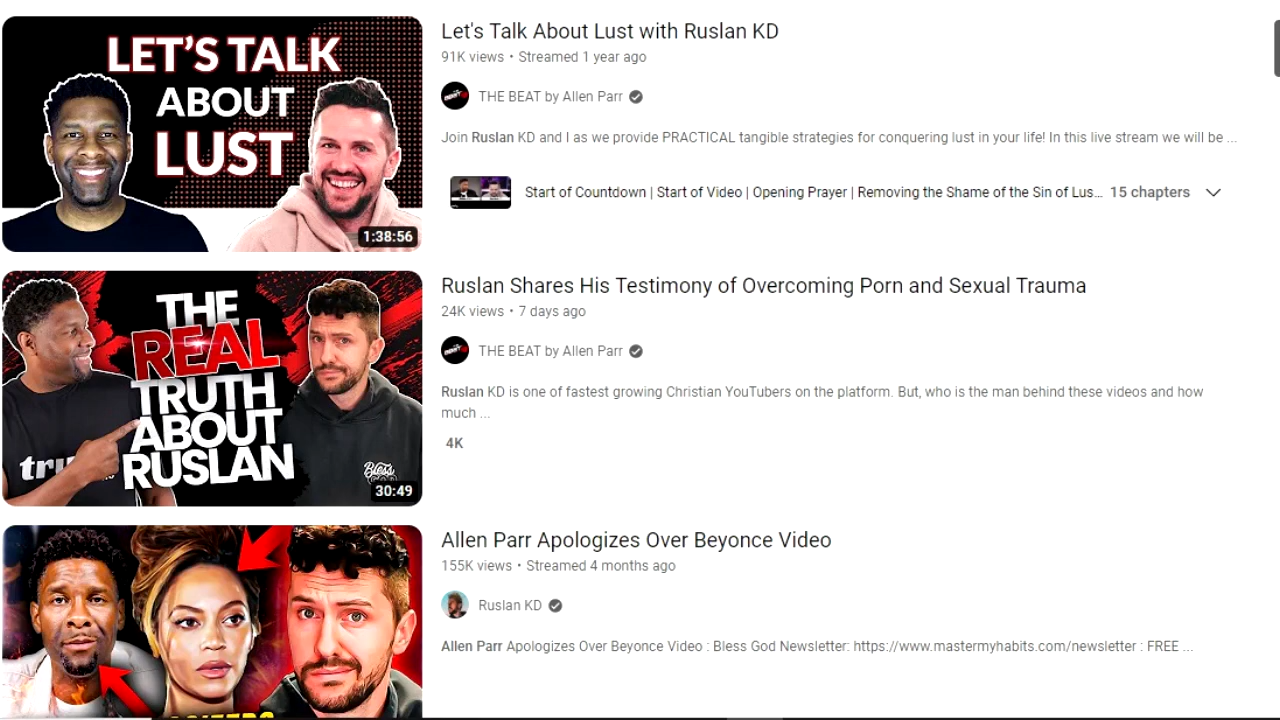 LET'S TALK
ABOUT
LUST
1:38:56
Let's Talk About Lust with Ruslan KD
91K views • Streamed 1 year ago
THE BEAT by Allen Parr
Join Ruslan KD and I as we provide PRACTICAL tangible strategies for conquering lust in your life! In this live stream we will be ...
Start of Countdown | Start of Video | Opening Prayer | Removing the Shame of the Sin of Lus... 15 chapters
THE
REAL
TRUTH
ABOUT
RUSLAN
Bless
30:49
Ruslan Shares His Testimony of Overcoming Porn and Sexual Trauma
24K views • 7 days ago
THE BEAT by Allen Parr
Ruslan KD is one of fastest growing Christian YouTubers on the platform. But, who is the man behind these videos and how
much ...
4K
Allen Parr Apologizes Over Beyonce Video
155K views • Streamed 4 months ago
Ruslan KD
Allen Parr Apologizes Over Beyonce Video : Bless God Newsletter: https://www.mastermyhabits.com/newsletter : FREE ...